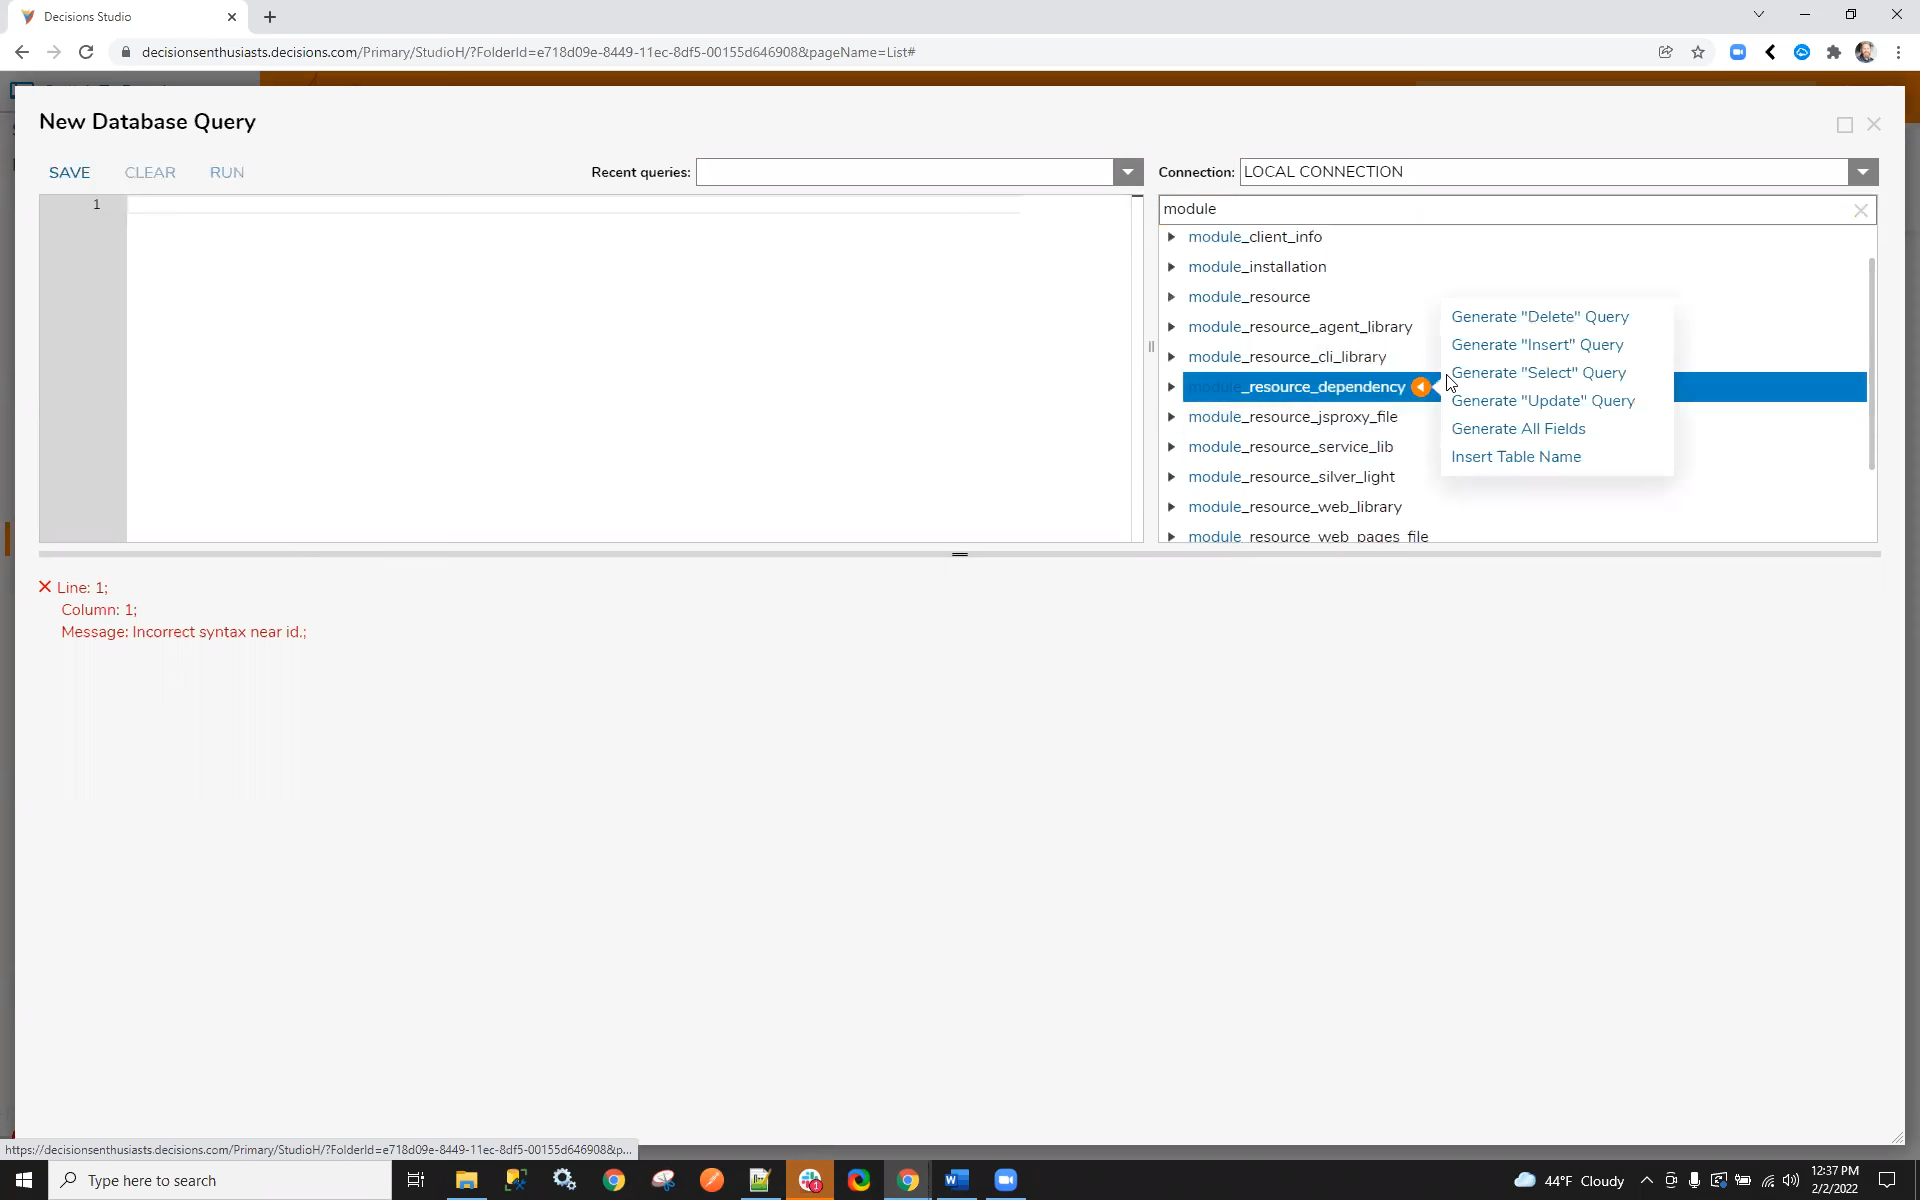 Decisions Studio
decisionsenthusiasts.decisions.com/Primary/StudioH/?FolderId=e718d09e-8449-11ec-8df5-00155d646908&pageName=List#
New Database Query
SAVE CLEAR RUN Recent queries: Connection: LOCAL CONNECTION
1
module
module_client_info
module_installation
module_resource
module_resource_agent_library
module_resource_cli_library
module_resource_dependency
module_resource_jsproxy_file
module_resource_service_lib
module_resource_silver_light
module_resource_web_library
module_resource_web_pages_file
Generate "Delete" Query
Generate "Insert" Query
Generate "Select" Query
Generate "Update" Query
Generate All Fields
Insert Table Name
Line: 1;
Column: 1;
Message: Incorrect syntax near id.;
https://decisionsenthusiasts.decisions.com/Primary/StudioH/?FolderId=e718d09e-8449-11ec-8df5-00155d646908&p...
Type here to search
1
44°F Cloudy
12:37 PM
2/2/2022